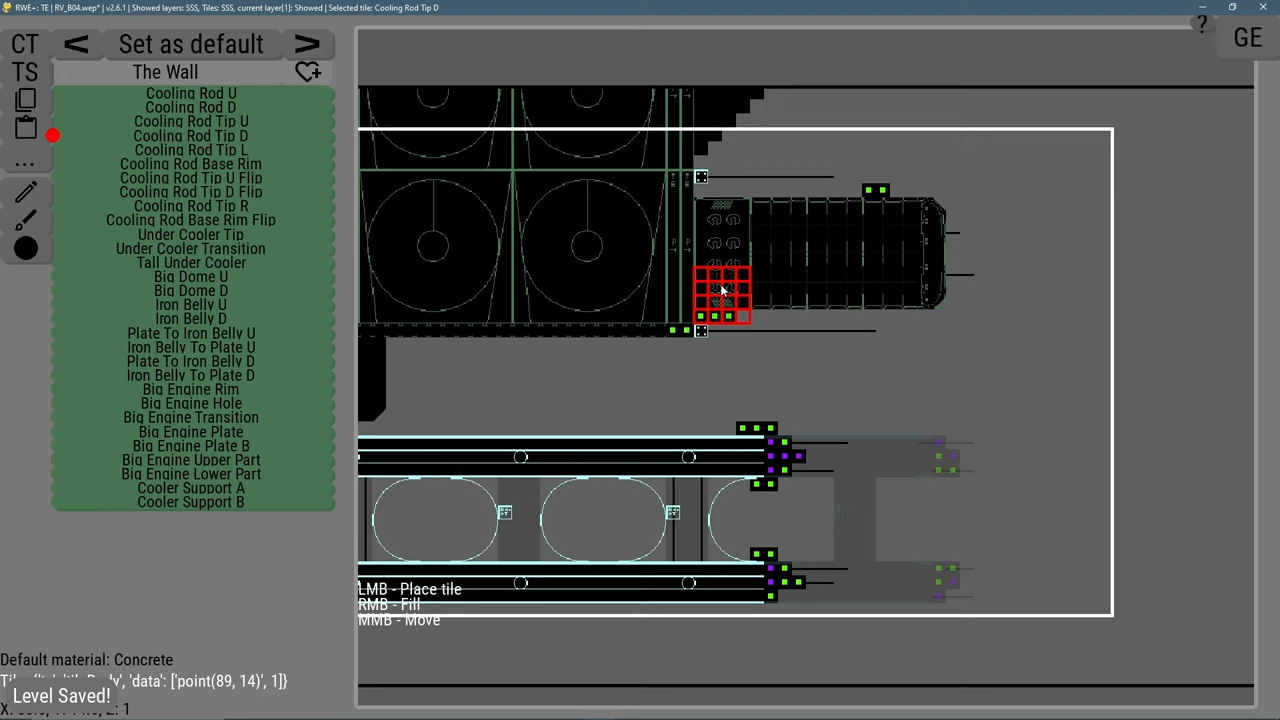 RWE+: TE | RV_B04.wep* | v2.6.1 | Showed layers: SSS, Tiles: SSS, current layer[1]: Showed | Selected tile: Cooling Rod Tip D
?
CT < Set as default > GE
TS The Wall
Cooling Rod U
Cooling Rod D
Cooling Rod Tip U
Cooling Rod Tip D
Cooling Rod Tip L
Cooling Rod Base Rim
Cooling Rod Tip U Flip
Cooling Rod Tip D Flip
Cooling Rod Tip R
Cooling Rod Base Rim Flip
Under Cooler Tip
Under Cooler Transition
Tall Under Cooler
Big Dome U
Big Dome D
Iron Belly U
Iron Belly D
Plate To Iron Belly U
Iron Belly To Plate U
Plate To Iron Belly D
Iron Belly To Plate D
Big Engine Rim
Big Engine Hole
Big Engine Transition
Big Engine Plate
Big Engine Plate B
Big Engine Upper Part
Big Engine Lower Part
Cooler Support A
Cooler Support B
LMB - Place tile
RMB - Fill
MMB - Move
Default material: Concrete
'data': ['point(89, 14)', 1]}
Level Saved!
Z: 1